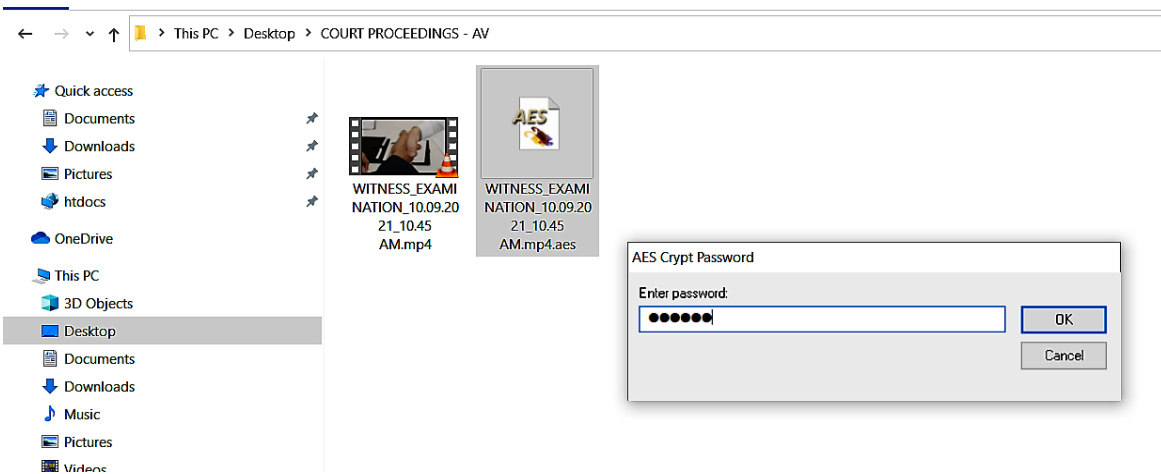 This PC > Desktop > COURT PROCEEDINGS - AV
Quick access
Documents
Downloads
Pictures
htdocs
OneDrive
This PC
3D Objects
Desktop
Documents
Downloads
Music
Pictures
Videos
WITNESS_EXAMI
NATION_10.09.20
21_10.45
AM.mp4
AES
WITNESS_EXAMI
NATION_10.09.20
21_10.45
AM.mp4.aes
AES Crypt Password
Enter password:
OK
Cancel